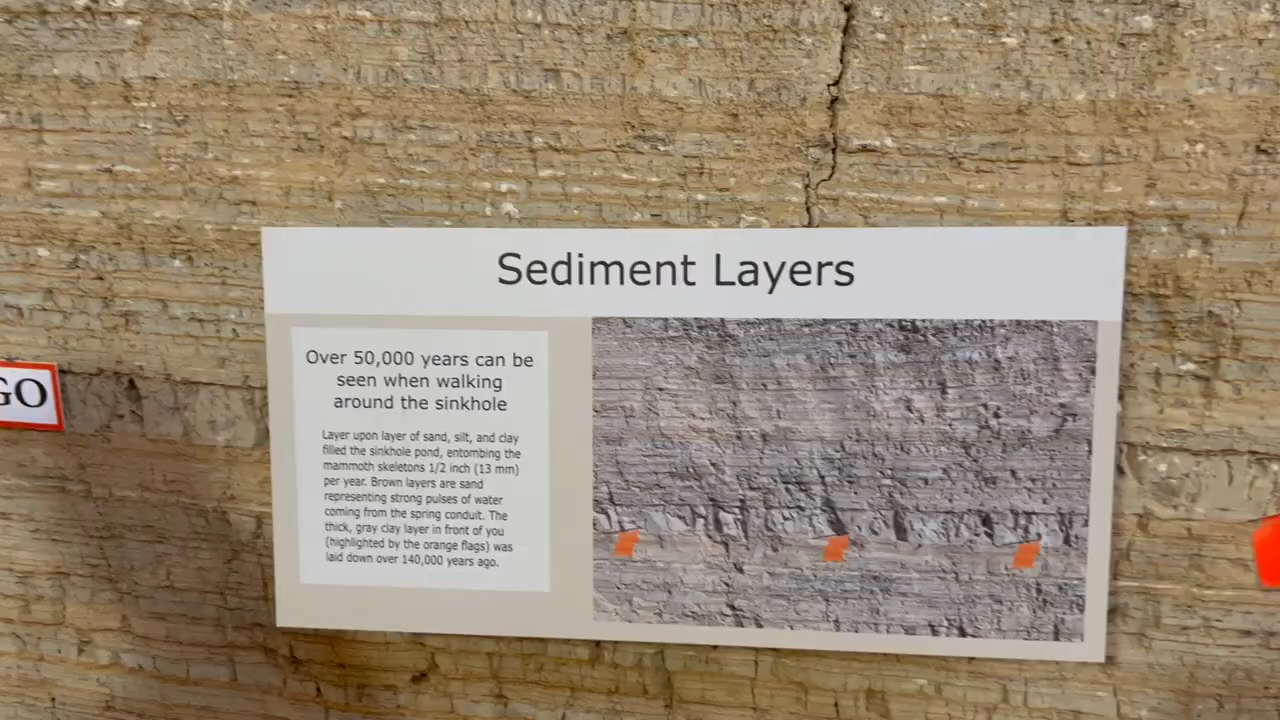 Sediment Layers
GO
Over 50,000 years can be
seen when walking
around the sinkhole
Layer upon layer of sand, silt, and clay
filled the sinkhole pond, entombing the
mammoth skeletons 1/2 inch (13 mm)
per year. Brown layers are sand
representing strong pulses of water
coming from the spring conduit. The
thick, gray clay layer in front of you
(highlighted by the orange flags) was
laid down over 140,000 years ago.